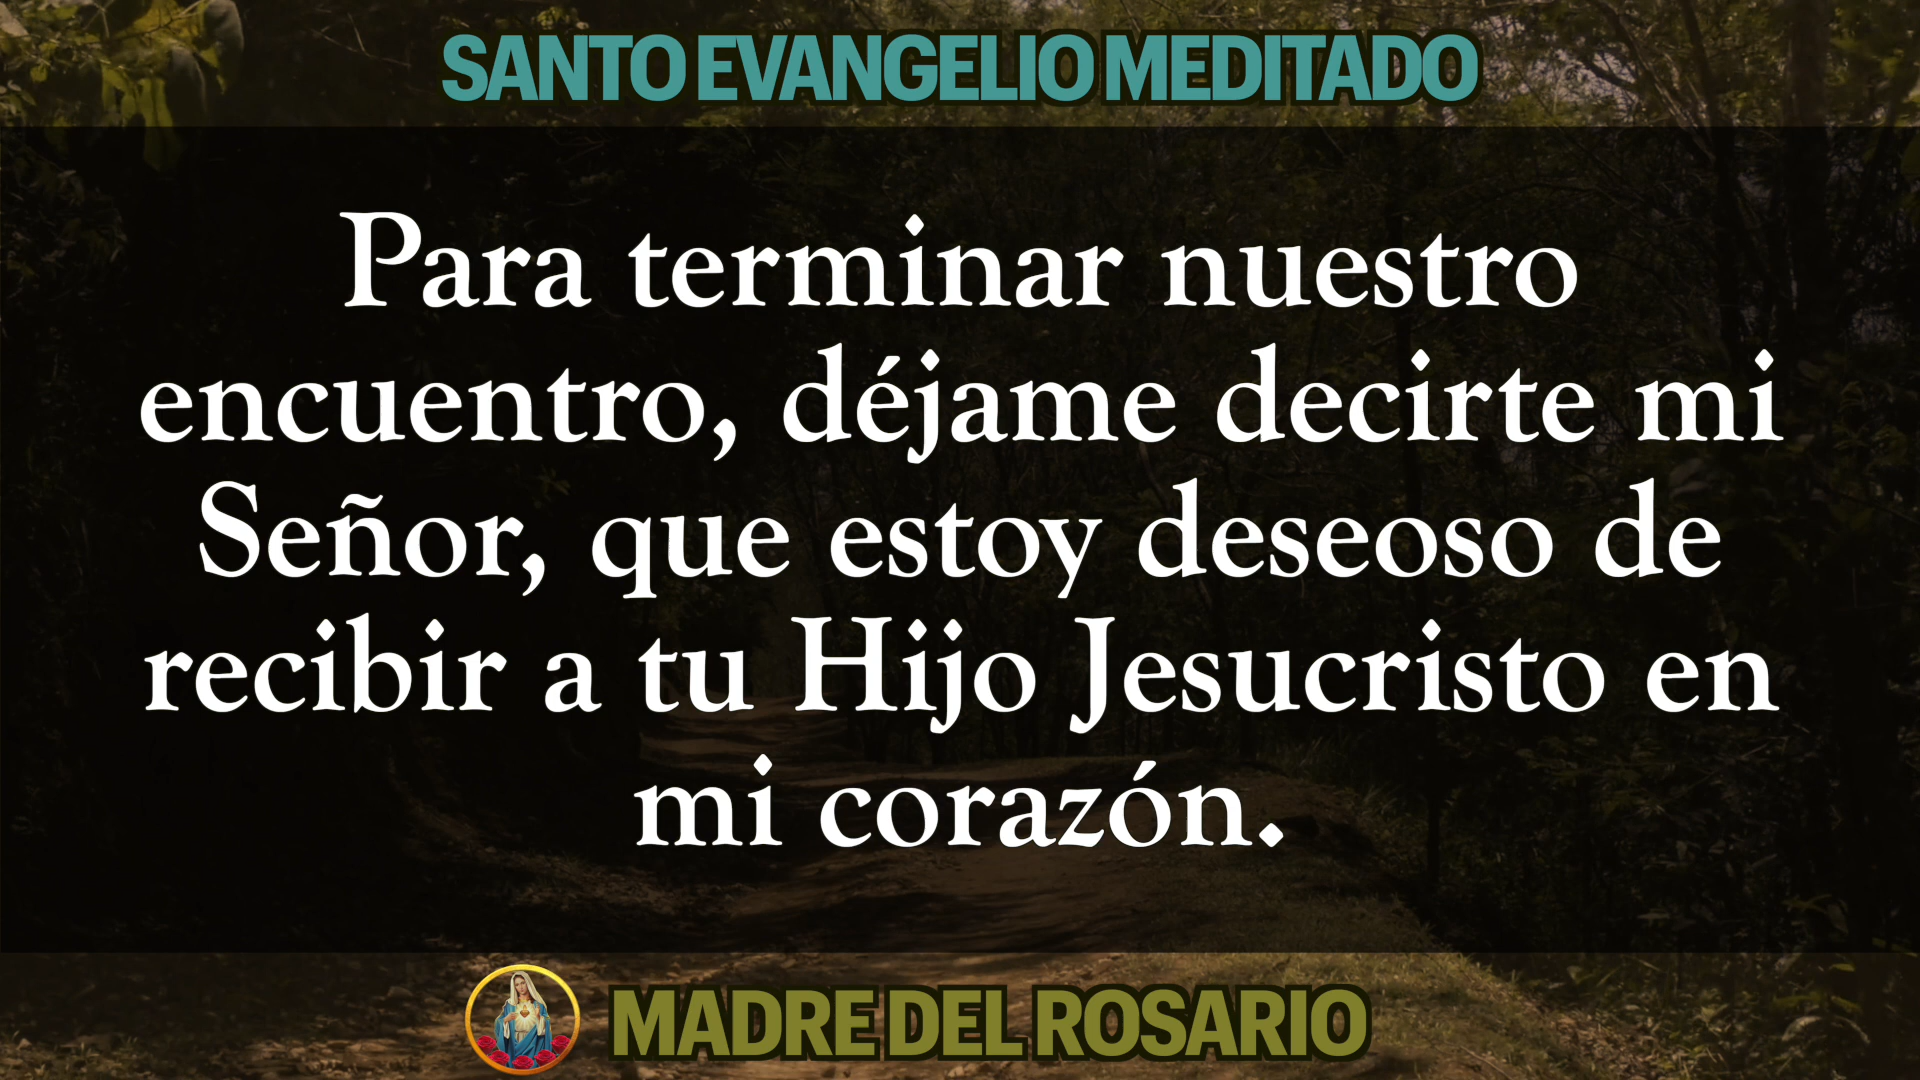 SANTO EVANGELIO MEDITADO
Para terminar nuestro
encuentro, déjame decirte mi
Señor, que estoy deseoso de
recibir a tu Hijo Jesucristo en
mi corazón.
MADRE DEL ROSARIO